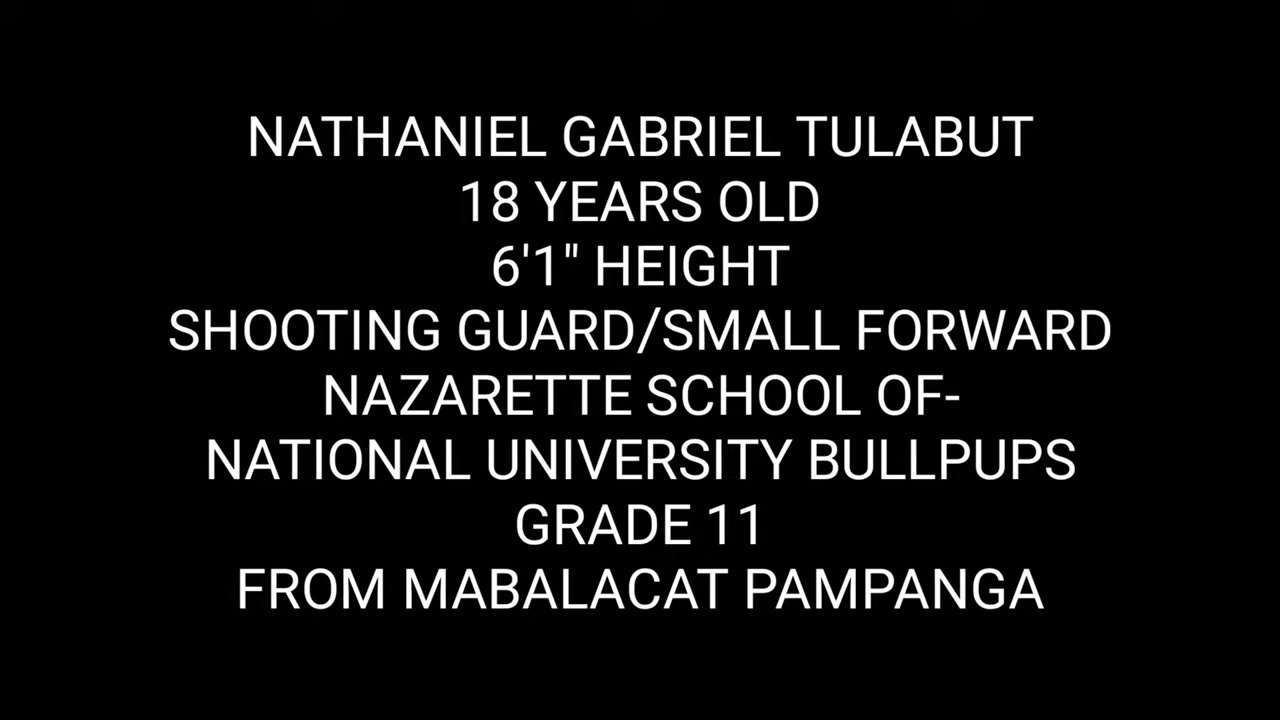 NATHANIEL GABRIEL TULABUT
18 YEARS OLD
6'1" HEIGHT
SHOOTING GUARD/SMALL FORWARD
NAZARETTE SCHOOL OF-
NATIONAL UNIVERSITY BULLPUPS
GRADE 11
FROM MABALACAT PAMPANGA